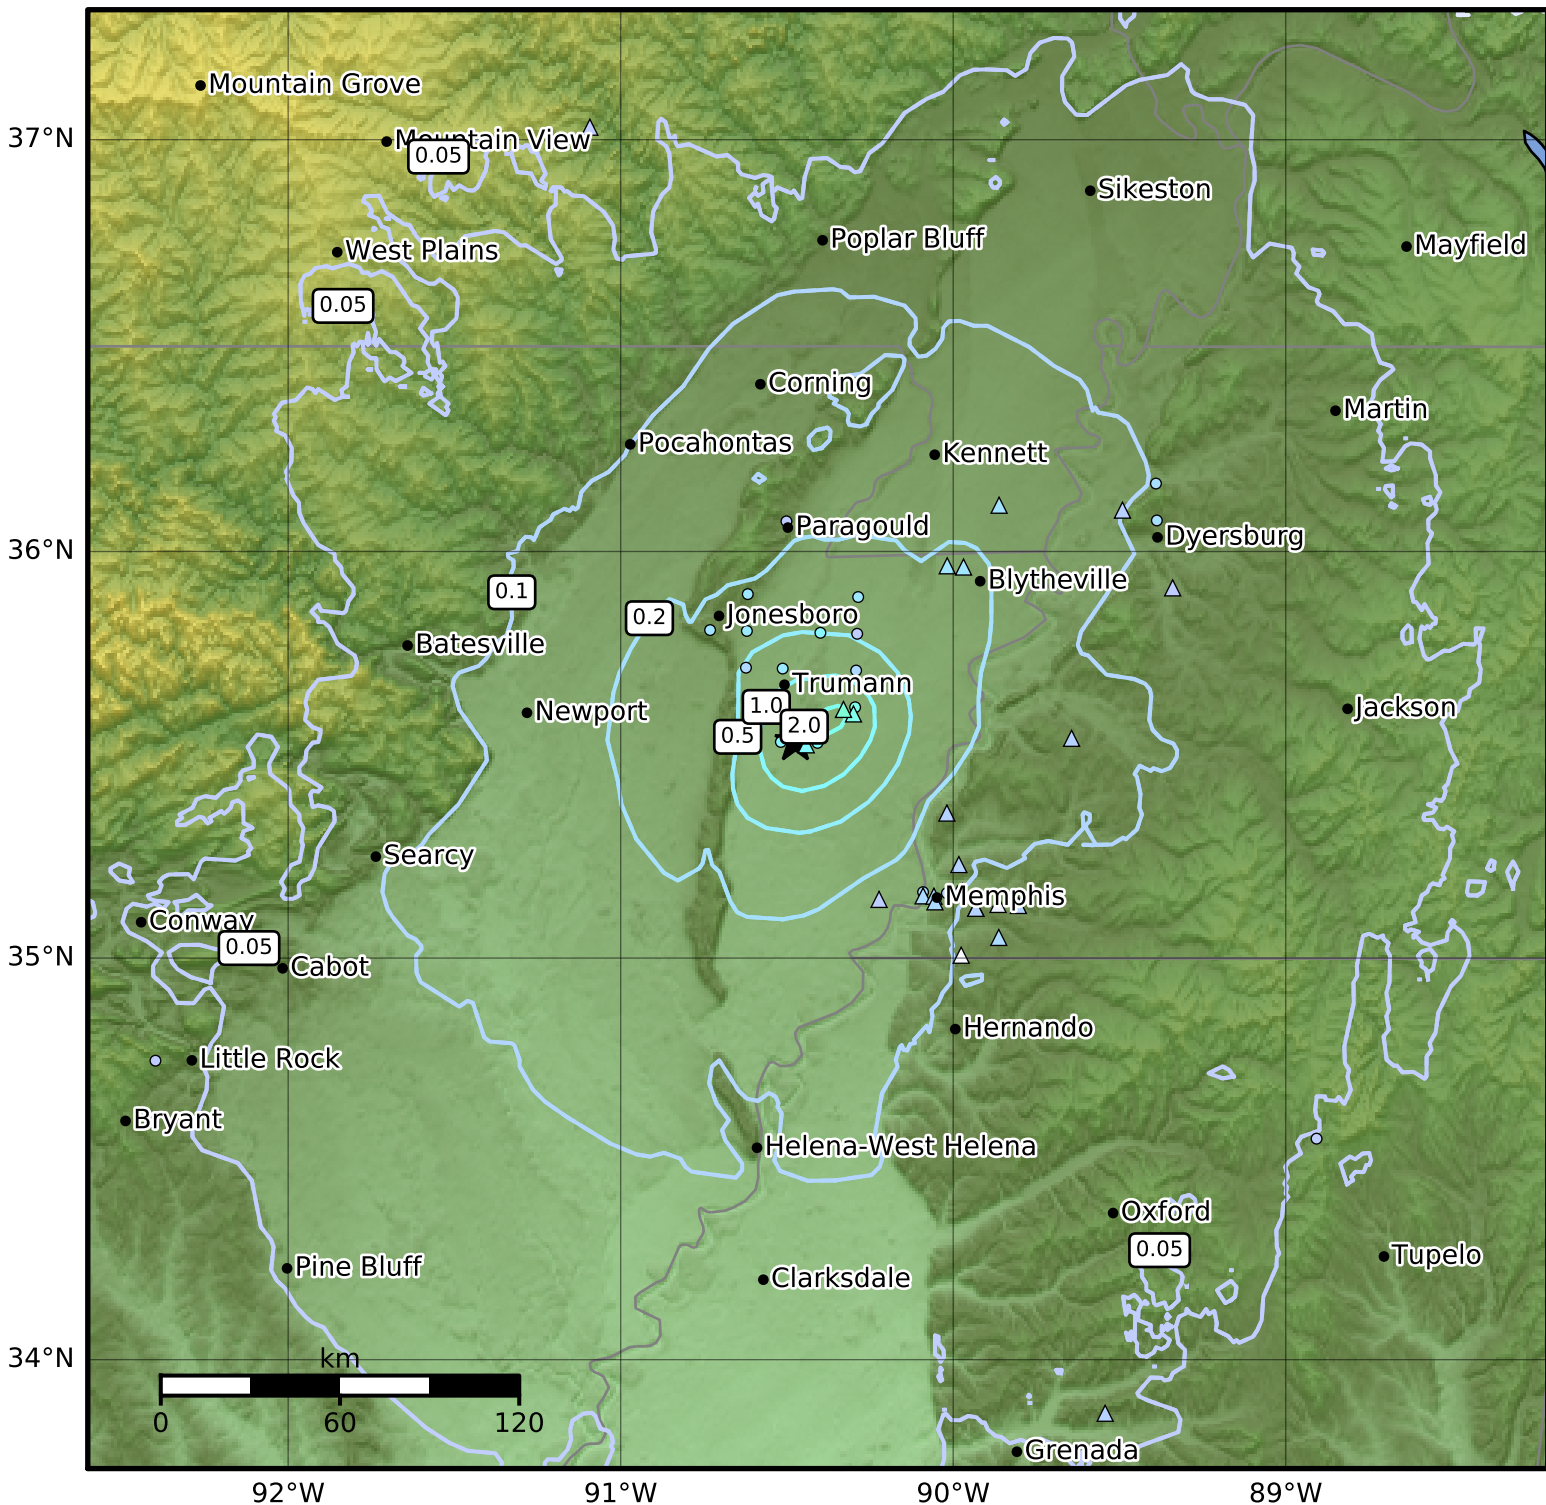 Mountain Grove
37°N
Mountain View
0.05
Sikeston
Poplar Bluff
Mayfield
West Plains
0.05
Corning
Martin
Pocahontas
Kennett
Paragould
Dyersburg
36°N
Blytheville
0.1
0.2
Jonesboro
Batesville
Trumann
1.0
Newport
2.0
0.5
Jackson
Searcy
Memphis
Conway
0.05
35°N
Cabot
Hernando
Little Rock
Bryant
Helena-West Helena
Oxford
0.05
Tupelo
Pine Bluff
Clarksdale
34°N
km
0 60 120
Grenada
92°W 91°W 90°W 89°W